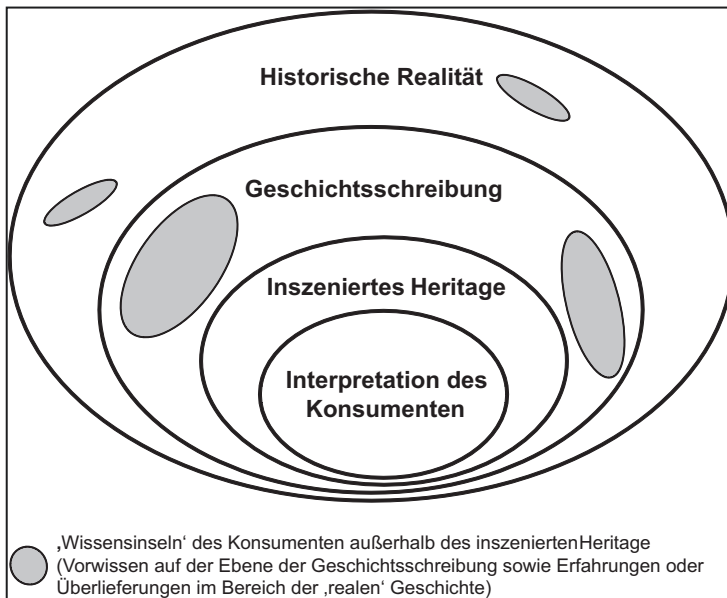 Historische Realität
Geschichtsschreibung
Inszeniertes Heritage
Interpretation des
Konsumenten
‚Wissensinseln‘ des Konsumenten außerhalb des inszeniertenHeritage
(Vorwissen auf der Ebene der Geschichtsschreibung sowie Erfahrungen oder
Überlieferungen im Bereich der ‚realen‘ Geschichte)